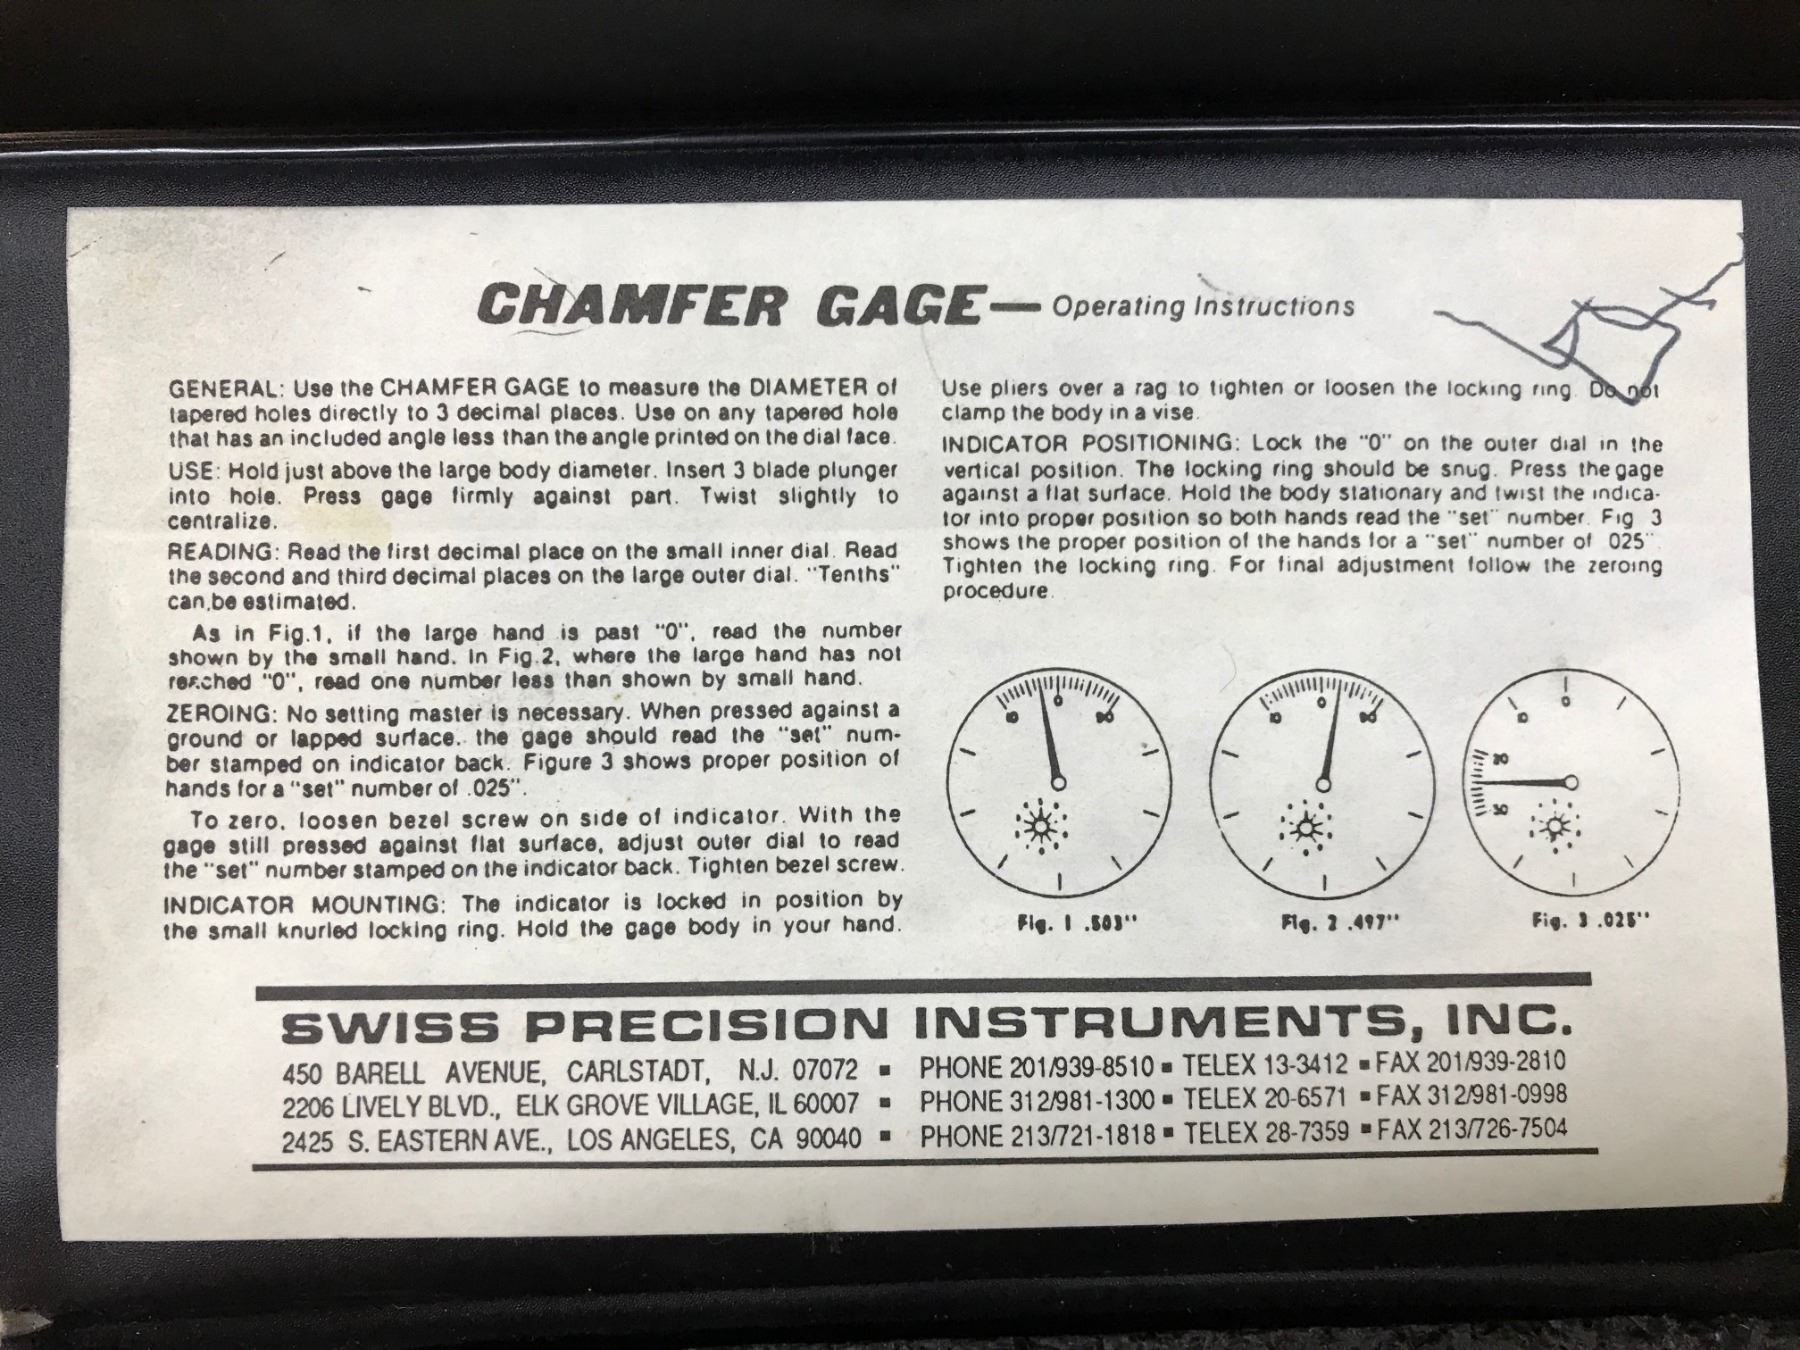 CHAMFER GAGE— Operating Instructions
GENERAL: Use the CHAMFER GAGE to measure the DIAMETER of
tapered holes directly to 3 decimal places. Use on any tapered hole
that has an included angle less than the angle printed on the dial face.
USE: Hold just above the large body diameter. Insert 3 blade plunger
into hole. Press gage firmly against part. Twist slightly to
centralize.
READING: Read the first decimal place on the small inner dial. Read
the second and third decimal places on the large outer dial. "Tenths"
can be estimated.
As in Fig.1, if the large hand is past "0", read the number
shown by the small hand. In Fig.2, where the large hand has not
reached "0", read one number less than shown by small hand.
ZEROING: No setting master is necessary. When pressed against a
ground or lapped surface.. the gage should read the "set" num-
ber stamped on indicator back. Figure 3 shows proper position of
hands for a "set" number of .025".
To zero, loosen bezel screw on side of indicator. With the
gage still pressed against flat surface, adjust outer dial to read
the "set" number stamped on the indicator back. Tighten bezel screw.
INDICATOR MOUNTING: The indicator is locked in position by
the small knurled locking ring. Hold the gage body in your hand.
Use pliers over a rag to tighten or loosen the locking ring. Do not
clamp the body in a vise.
INDICATOR POSITIONING: Lock the "0" on the outer dial in the
vertical position. The locking ring should be snug. Press the gage
against a flat surface. Hold the body stationary and twist the indica-
tor into proper position so both hands read the "set" number. Fig 3
shows the proper position of the hands for a "set" number of 025".
Tighten the locking ring. For final adjustment follow the zeroing
procedure.
10 0 90
10 0 90
10 0
20
30
Fig. 1 .503"
Fig. 2 .497"
Fig. 3 .025"
SWISS PRECISION INSTRUMENTS, INC.
450 BARELL AVENUE, CARLSTADT, N.J. 07072 ▪ PHONE 201/939-8510 ▪ TELEX 13-3412 ▪ FAX 201/939-2810
2206 LIVELY BLVD., ELK GROVE VILLAGE, IL 60007 ▪ PHONE 312/981-1300 ▪ TELEX 20-6571 ▪ FAX 312/981-0998
2425 S. EASTERN AVE., LOS ANGELES, CA 90040 ▪ PHONE 213/721-1818 ▪ TELEX 28-7359 ▪ FAX 213/726-7504